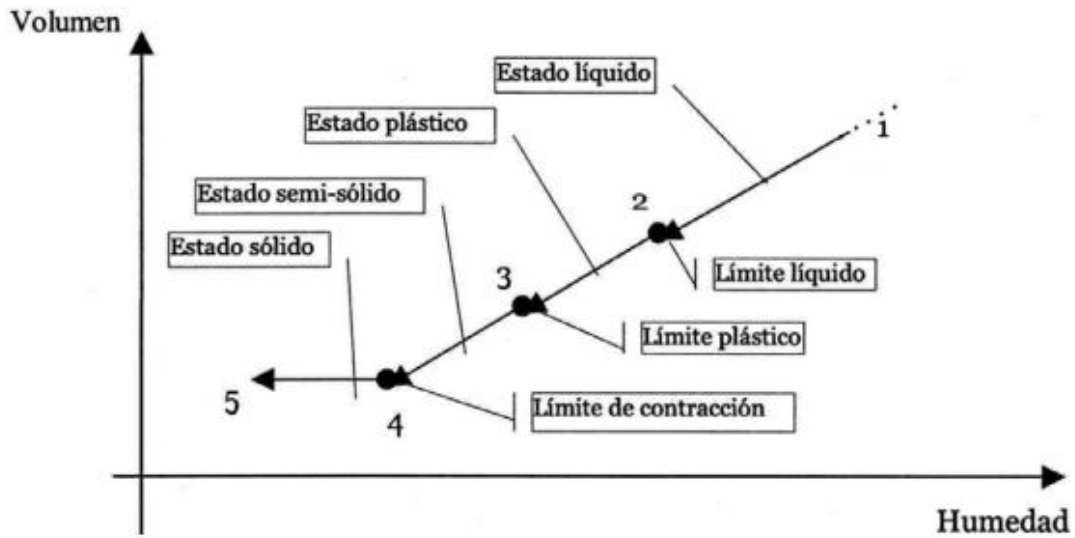 Volumen
Estado líquido
Estado plástico
1
Estado semi-sólido
2
Estado sólido
Límite líquido
3
Límite plástico
5
4
Límite de contracción
Humedad